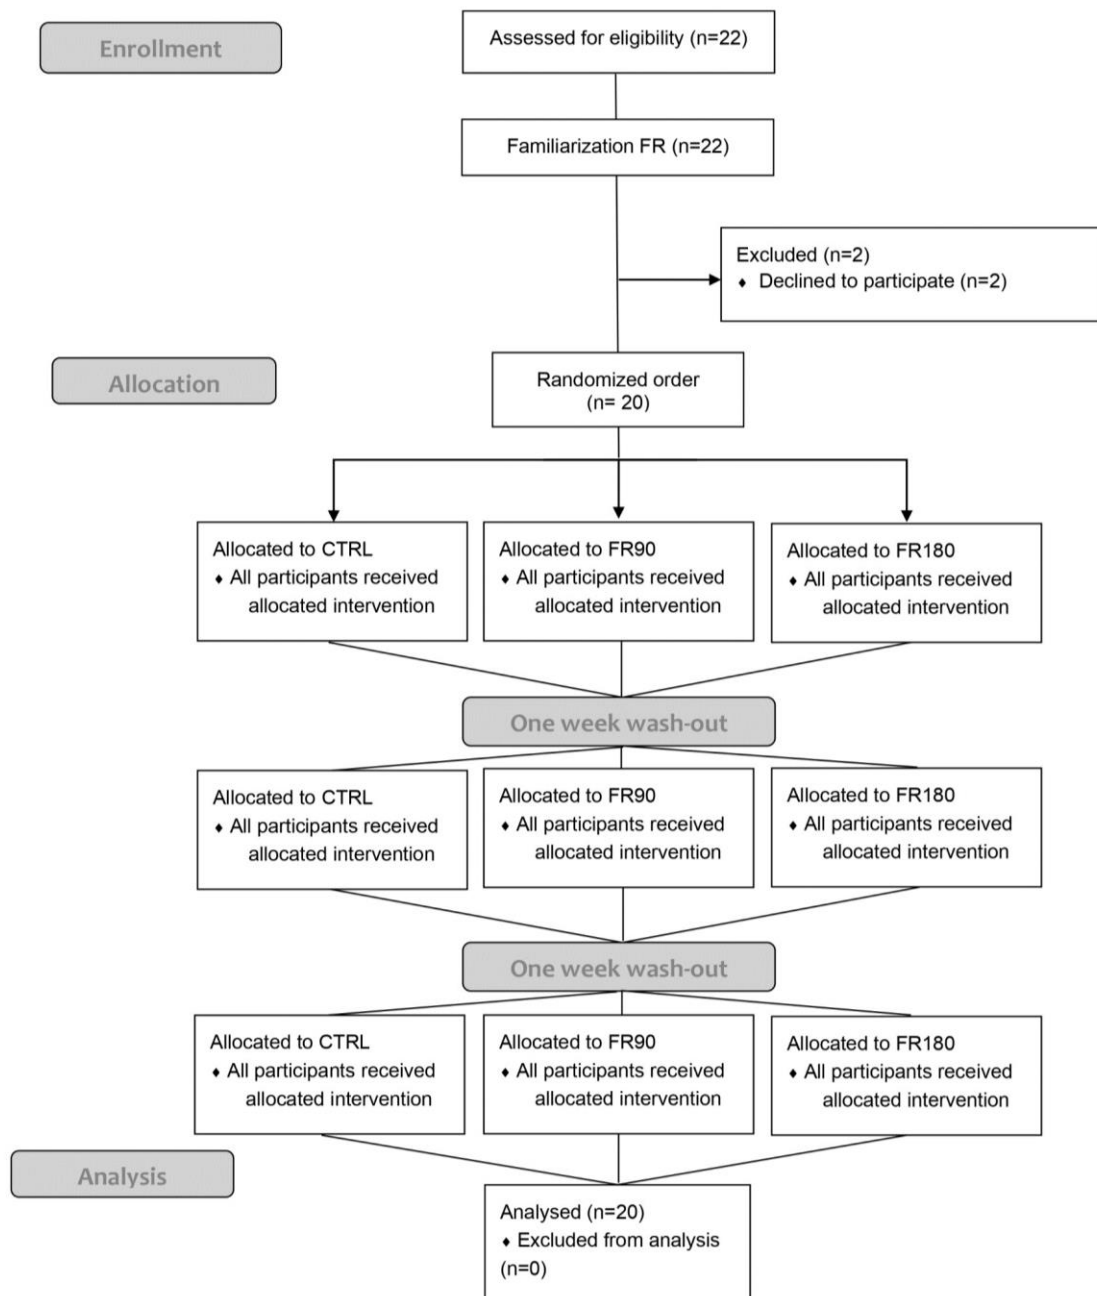 Enrollment
Assessed for eligibility (n=22)
Familiarization FR (n=22)
Excluded (n=2)
♦ Declined to participate (n=2)
Allocation
Randomized order
(n= 20)
Allocated to CTRL
♦ All participants received
allocated intervention
Allocated to FR90
♦ All participants received
allocated intervention
Allocated to FR180
♦ All participants received
allocated intervention
One week wash-out
Allocated to CTRL
♦ All participants received
allocated intervention
Allocated to FR90
♦ All participants received
allocated intervention
Allocated to FR180
♦ All participants received
allocated intervention
One week wash-out
Allocated to CTRL
♦ All participants received
allocated intervention
Allocated to FR90
♦ All participants received
allocated intervention
Allocated to FR180
♦ All participants received
allocated intervention
Analysis
Analysed (n=20)
♦ Excluded from analysis
(n=0)